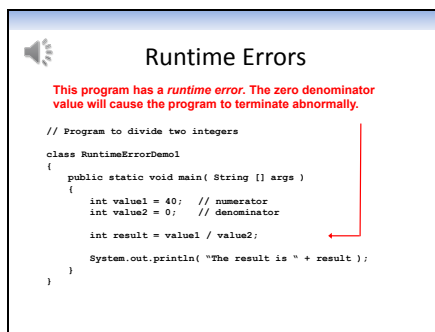 Runtime Errors
This program has a runtime error. The zero denominator
value will cause the program to terminate abnormally.
// Program to divide two integers
class RuntimeErrorDemo1
{
public static void main( String [] args )
{
int value1 = 40;   // numerator
int value2 = 0;    // denominator
int result = value1 / value2;
System.out.println( “The result is “ + result );
}
}